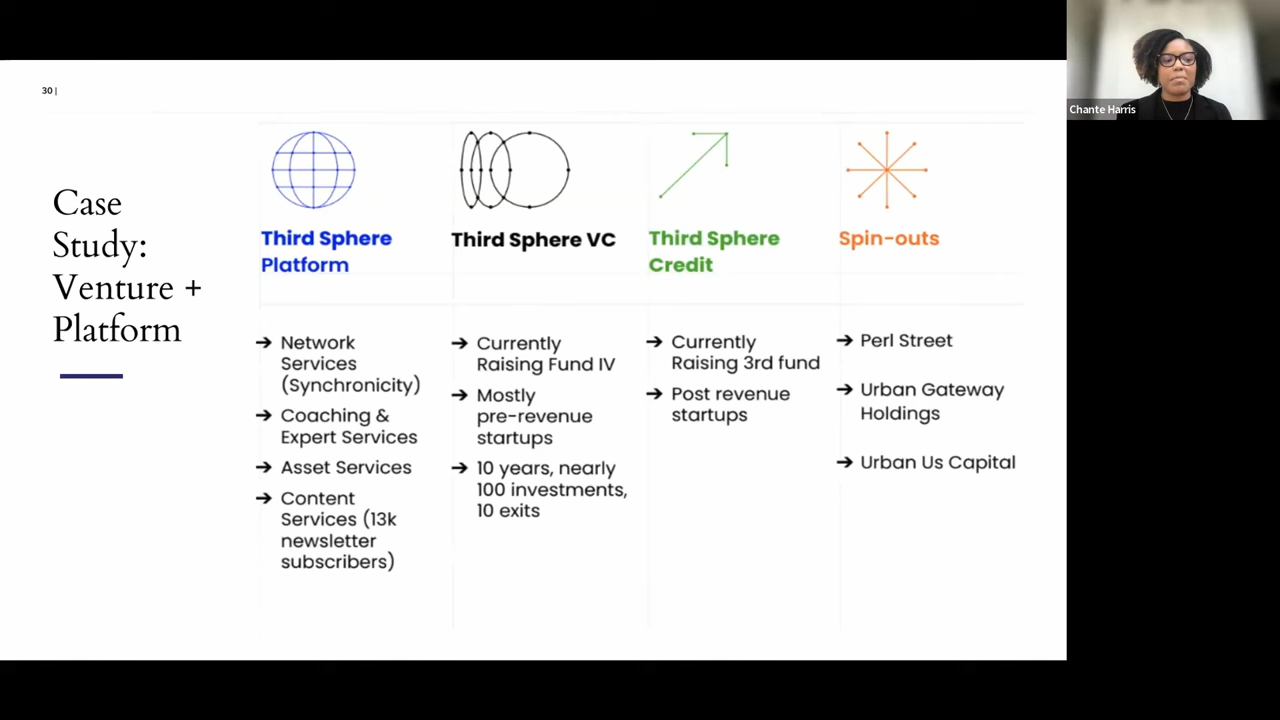 30 |
Case
Study:
Venture +
Platform
Third Sphere
Platform
➔ Network
Services
(Synchronicity)
➔ Coaching &
Expert Services
➔ Asset Services
➔ Content
Services (13k
newsletter
subscribers)
Third Sphere VC
➔ Currently
Raising Fund IV
➔ Mostly
pre-revenue
startups
➔ 10 years, nearly
100 investments,
10 exits
Third Sphere
Credit
➔ Currently
Raising 3rd fund
➔ Post revenue
startups
Spin-outs
➔ Perl Street
➔ Urban Gateway
Holdings
➔ Urban Us Capital
Chante Harris